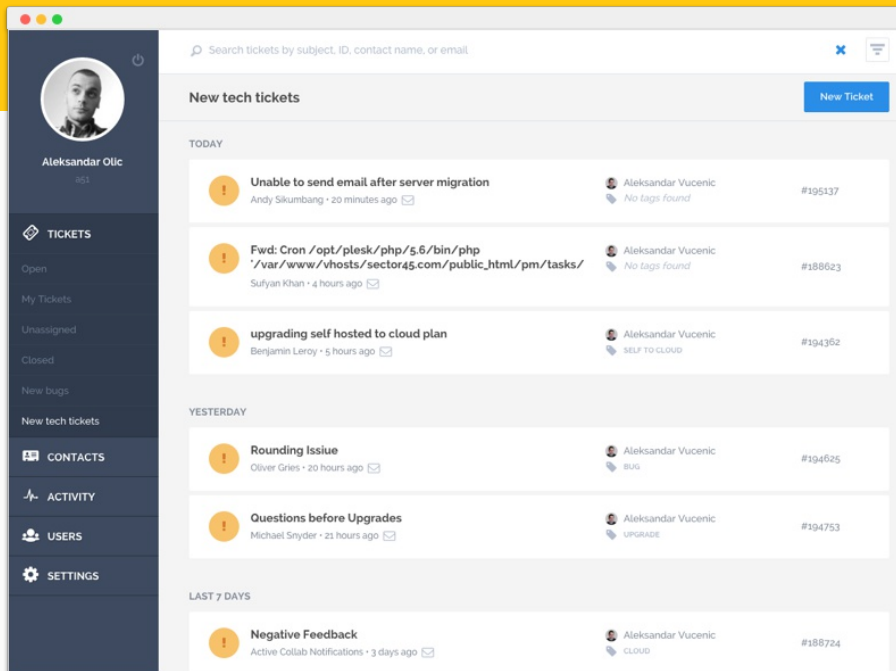 Search tickets by subject, ID, contact name, or email
Aleksandar Olic
a51
TICKETS
Open
My Tickets
Unassigned
Closed
New bugs
New tech tickets
CONTACTS
ACTIVITY
USERS
SETTINGS
New tech tickets
New Ticket
TODAY
Unable to send email after server migration
Andy Sikumbang • 20 minutes ago
Aleksandar Vucenic
No tags found
#195137
Fwd: Cron /opt/plesk/php/5.6/bin/php
'/var/www/vhosts/sector45.com/public_html/pm/tasks/
Sufyan Khan • 4 hours ago
Aleksandar Vucenic
No tags found
#188623
upgrading self hosted to cloud plan
Benjamin Leroy • 5 hours ago
Aleksandar Vucenic
SELF TO CLOUD
#194362
YESTERDAY
Rounding Issiue
Oliver Gries • 20 hours ago
Aleksandar Vucenic
BUG
#194625
Questions before Upgrades
Michael Snyder • 21 hours ago
Aleksandar Vucenic
UPGRADE
#194753
LAST 7 DAYS
Negative Feedback
Active Collab Notifications • 3 days ago
Aleksandar Vucenic
CLOUD
#188724